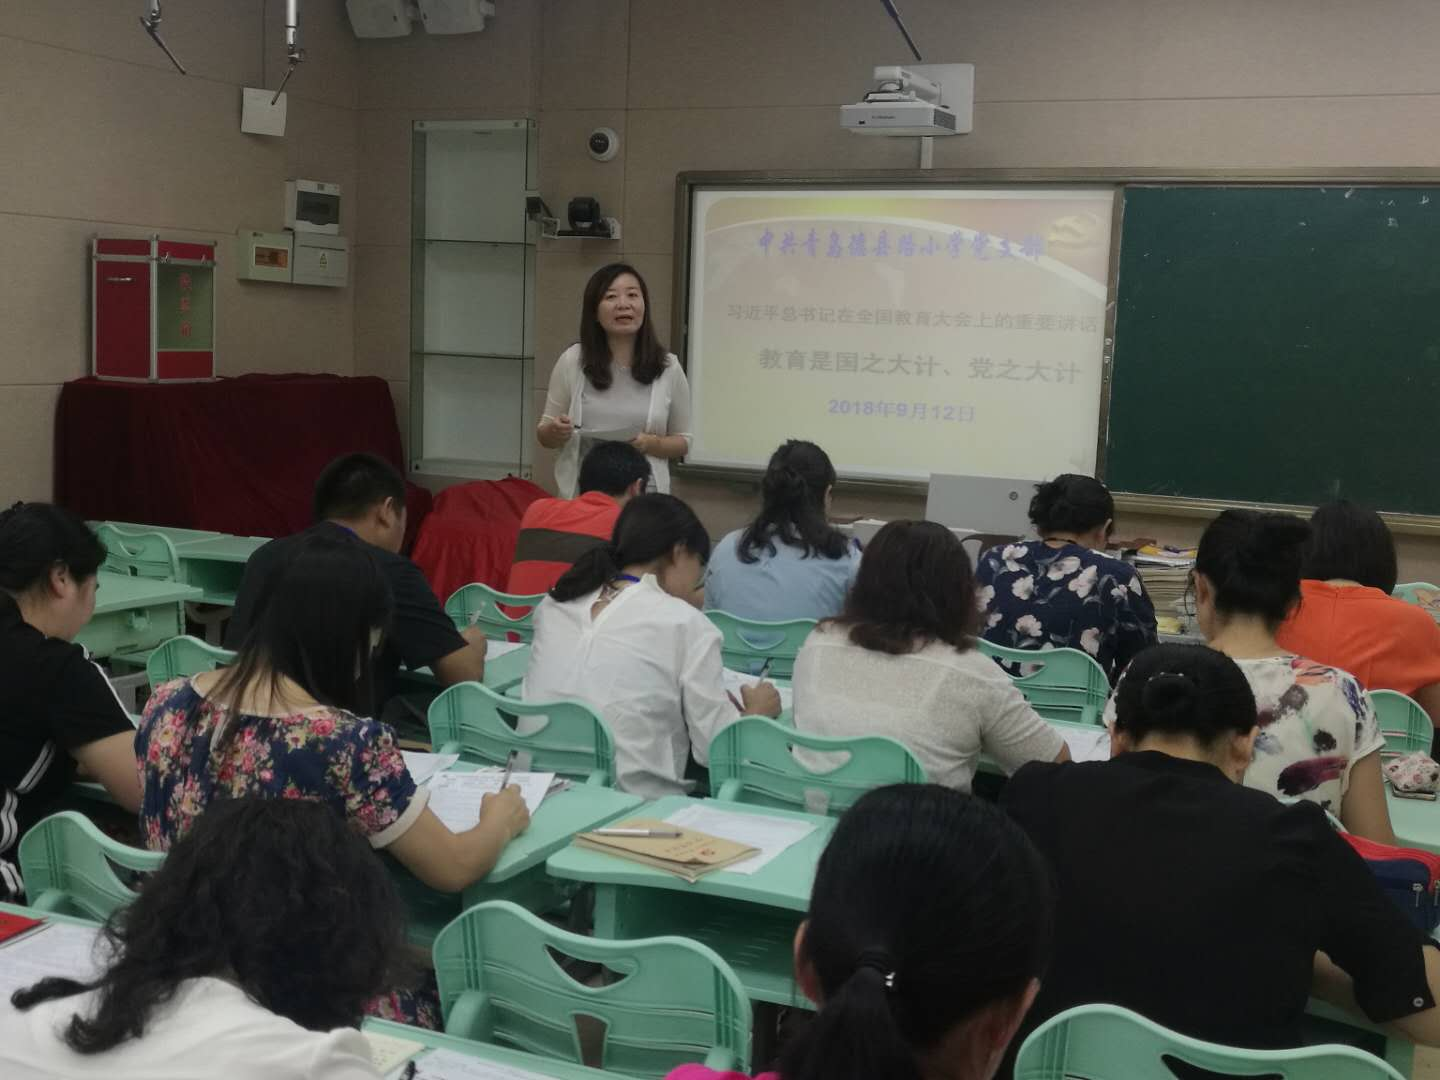 中共青岛德县路小学党支部
习近平总书记在全国教育大会上的重要讲话
教育是国之大计、党之大计
2018年9月12日